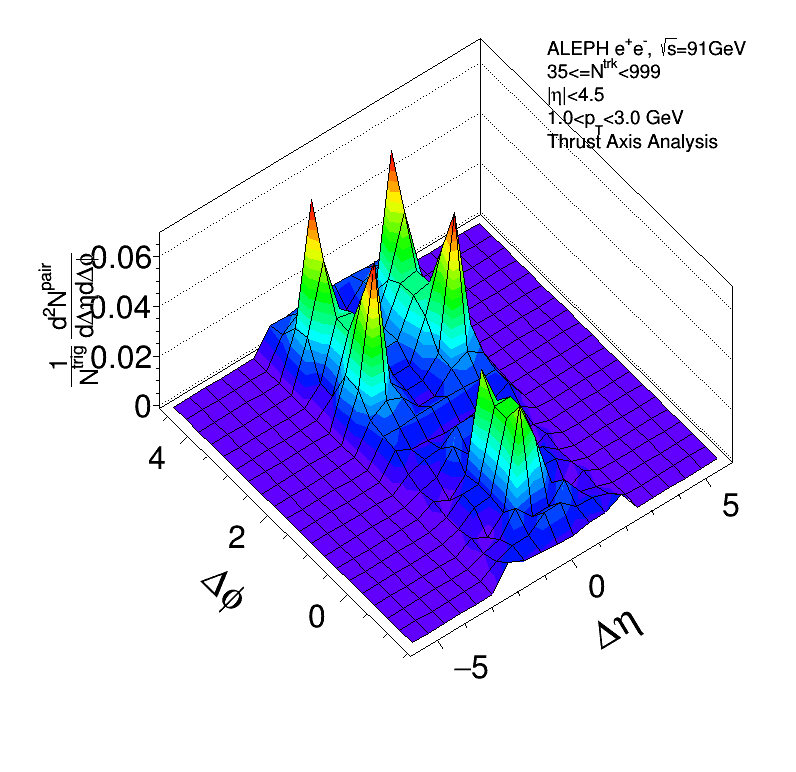 ALEPH e⁺e⁻, √s=91GeV
35<=Nᵗʳᵏ<999
|η|<4.5
1.0<p_T<3.0 GeV
Thrust Axis Analysis
1/N^trig d²N^pair/dΔηdΔφ
0.06
0.04
0.02
0
4
2
0
Δφ
−5
0
5
Δη